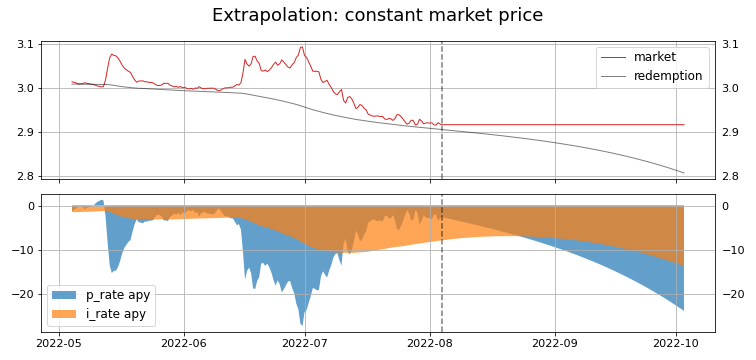 Extrapolation: constant market price
3.1 3.1
market
redemption
3.0 3.0
2.9 2.9
2.8 2.8
0 0
−10 −10
−20 −20
p_rate apy
i_rate apy
2022-05 2022-06 2022-07 2022-08 2022-09 2022-10